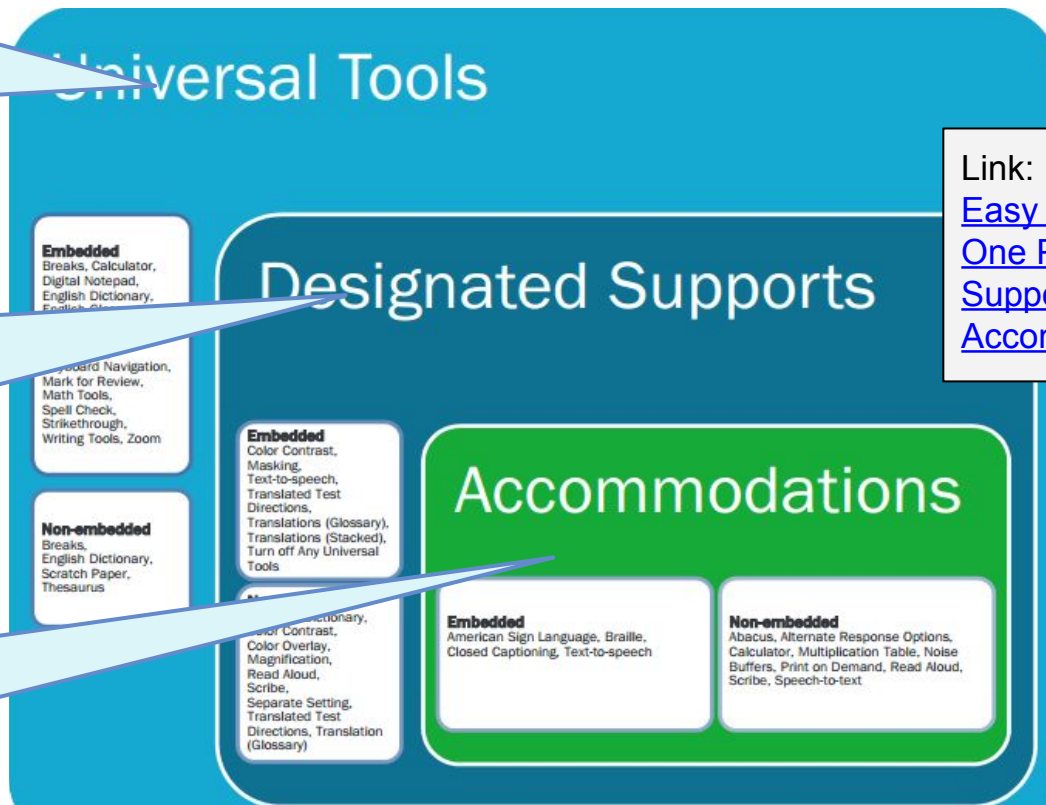 Universal Tools
Link:
Easy
One
Embedded
Breaks, Calculator,
Digital Notepad,
English Dictionary,
Keyboard Navigation,
Mark for Review,
Math Tools,
Spell Check,
Strikethrough,
Writing Tools, Zoom
Non-embedded
Breaks,
English Dictionary,
Scratch Paper,
Thesaurus
Designated Supports
Embedded
Color Contrast,
Masking,
Text-to-speech,
Translated Test
Directions,
Translations (Glossary),
Translations (Stacked),
Turn off Any Universal
Tools
Color Contrast,
Color Overlay,
Magnification,
Read Aloud,
Scribe,
Separate Setting,
Translated Test
Directions, Translation
(Glossary)
Accommodations
Embedded
American Sign Language, Braille,
Closed Captioning, Text-to-speech
Non-embedded
Abacus, Alternate Response Options,
Calculator, Multiplication Table, Noise
Buffers, Print on Demand, Read Aloud,
Scribe, Speech-to-text